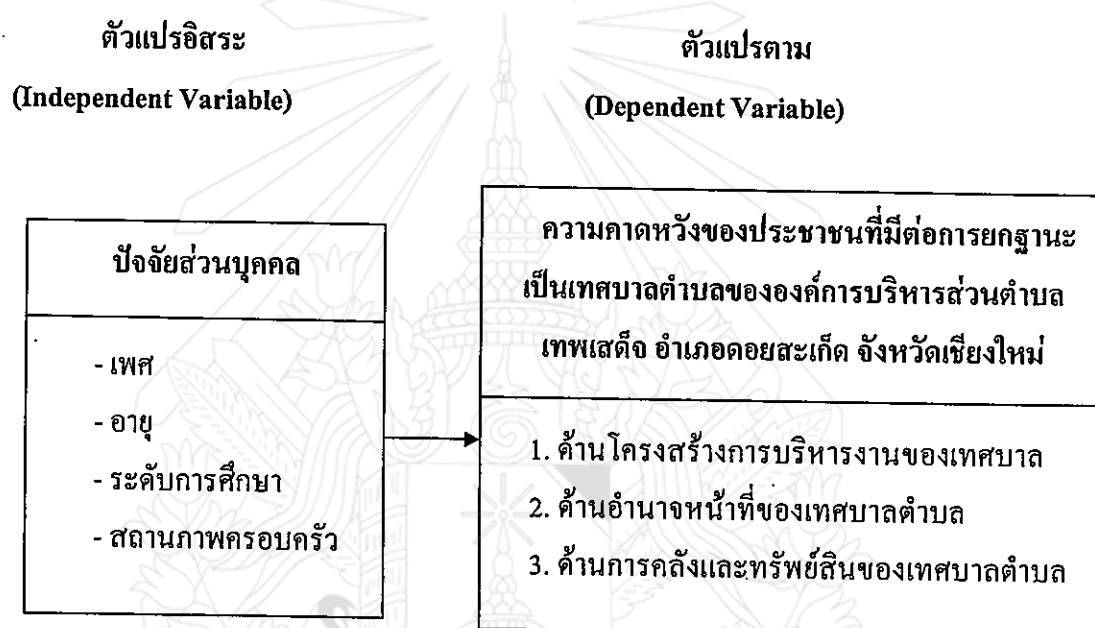 ตัวแปรอิสระ
(Independent Variable)
ตัวแปรตาม
(Dependent Variable)
ปัจจัยส่วนบุคคล
- เพศ
- อายุ
- ระดับการศึกษา
- สถานภาพครอบครัว
ความคาดหวังของประชาชนที่มีต่อการยกฐานะ
เป็นเทศบาลตำบลขององค์การบริหารส่วนตำบล
เทพเสด็จ อำเภอดอยสะเก็ด จังหวัดเชียงใหม่
1. ด้านโครงสร้างการบริหารงานของเทศบาล
2. ด้านอำนาจหน้าที่ของเทศบาลตำบล
3. ด้านการคลังและทรัพย์สินของเทศบาลตำบล